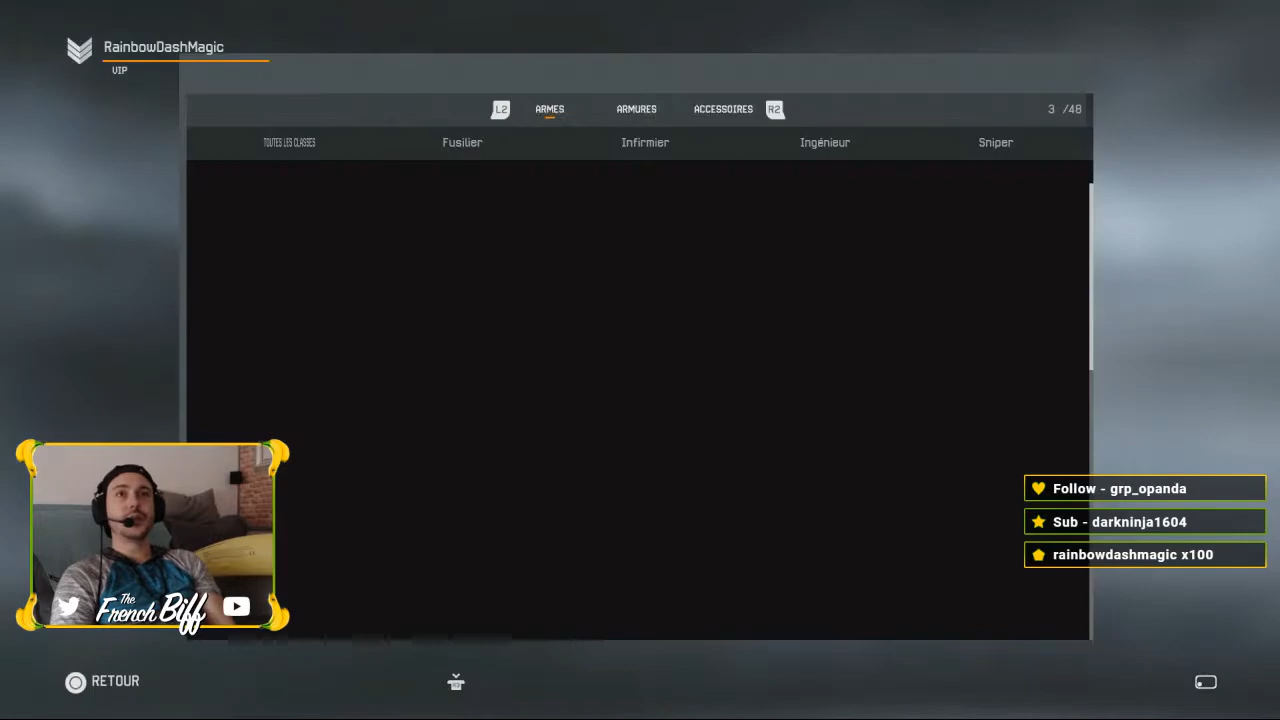 RainbowDashMagic
VIP
L2 ARMES ARMURES ACCESSOIRES R2 3 /48
TOUTES LES CLASSES Fusilier Infirmier Ingénieur Sniper
Follow - grp_opanda
Sub - darkninja1604
rainbowdashmagic x100
The
French Biff
RETOUR